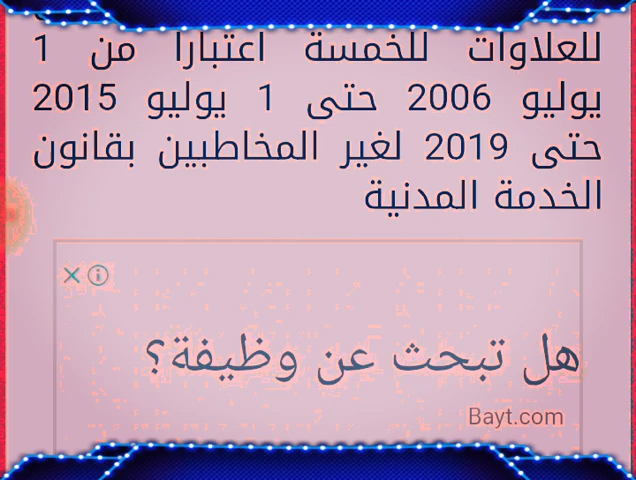 للعلاوات للخمسة اعتبارا من 1
يوليو 2006 حتى 1 يوليو 2015
حتى 2019 لغير المخاطبين بقانون
الخدمة المدنية
هل تبحث عن وظيفة؟
Bayt.com